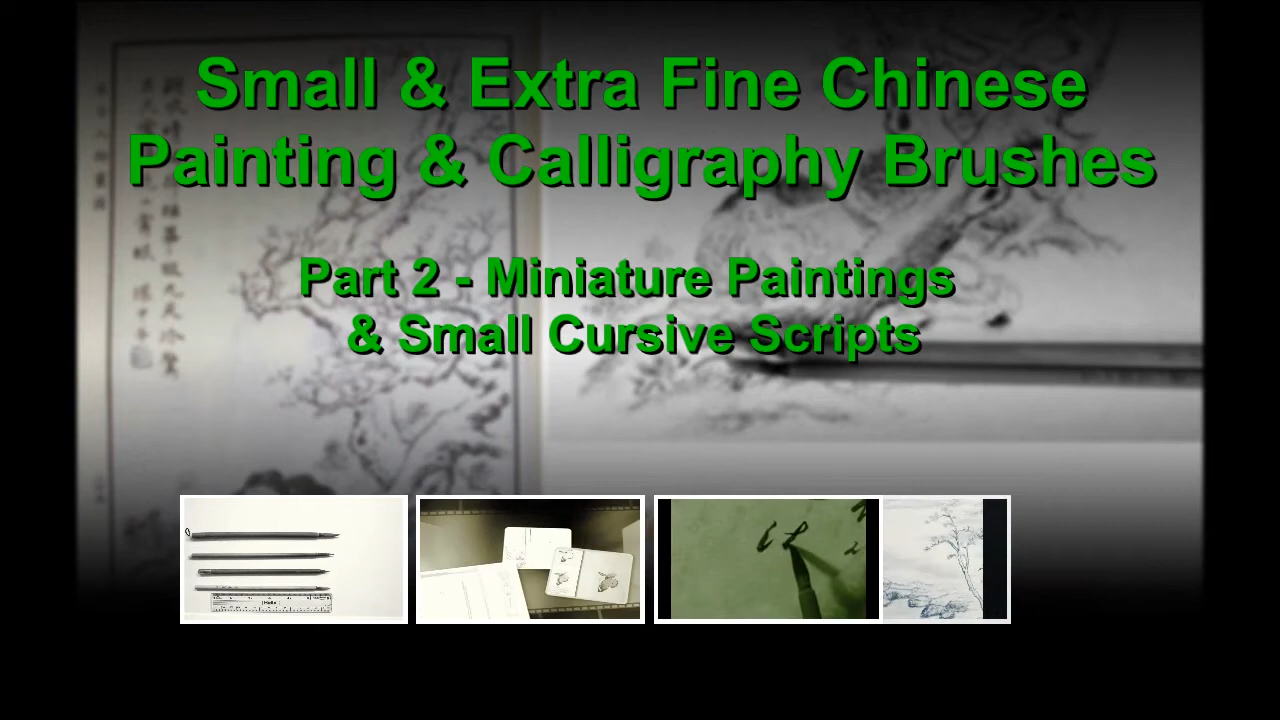 Small & Extra Fine Chinese
Painting & Calligraphy Brushes
Part 2 - Miniature Paintings
& Small Cursive Scripts